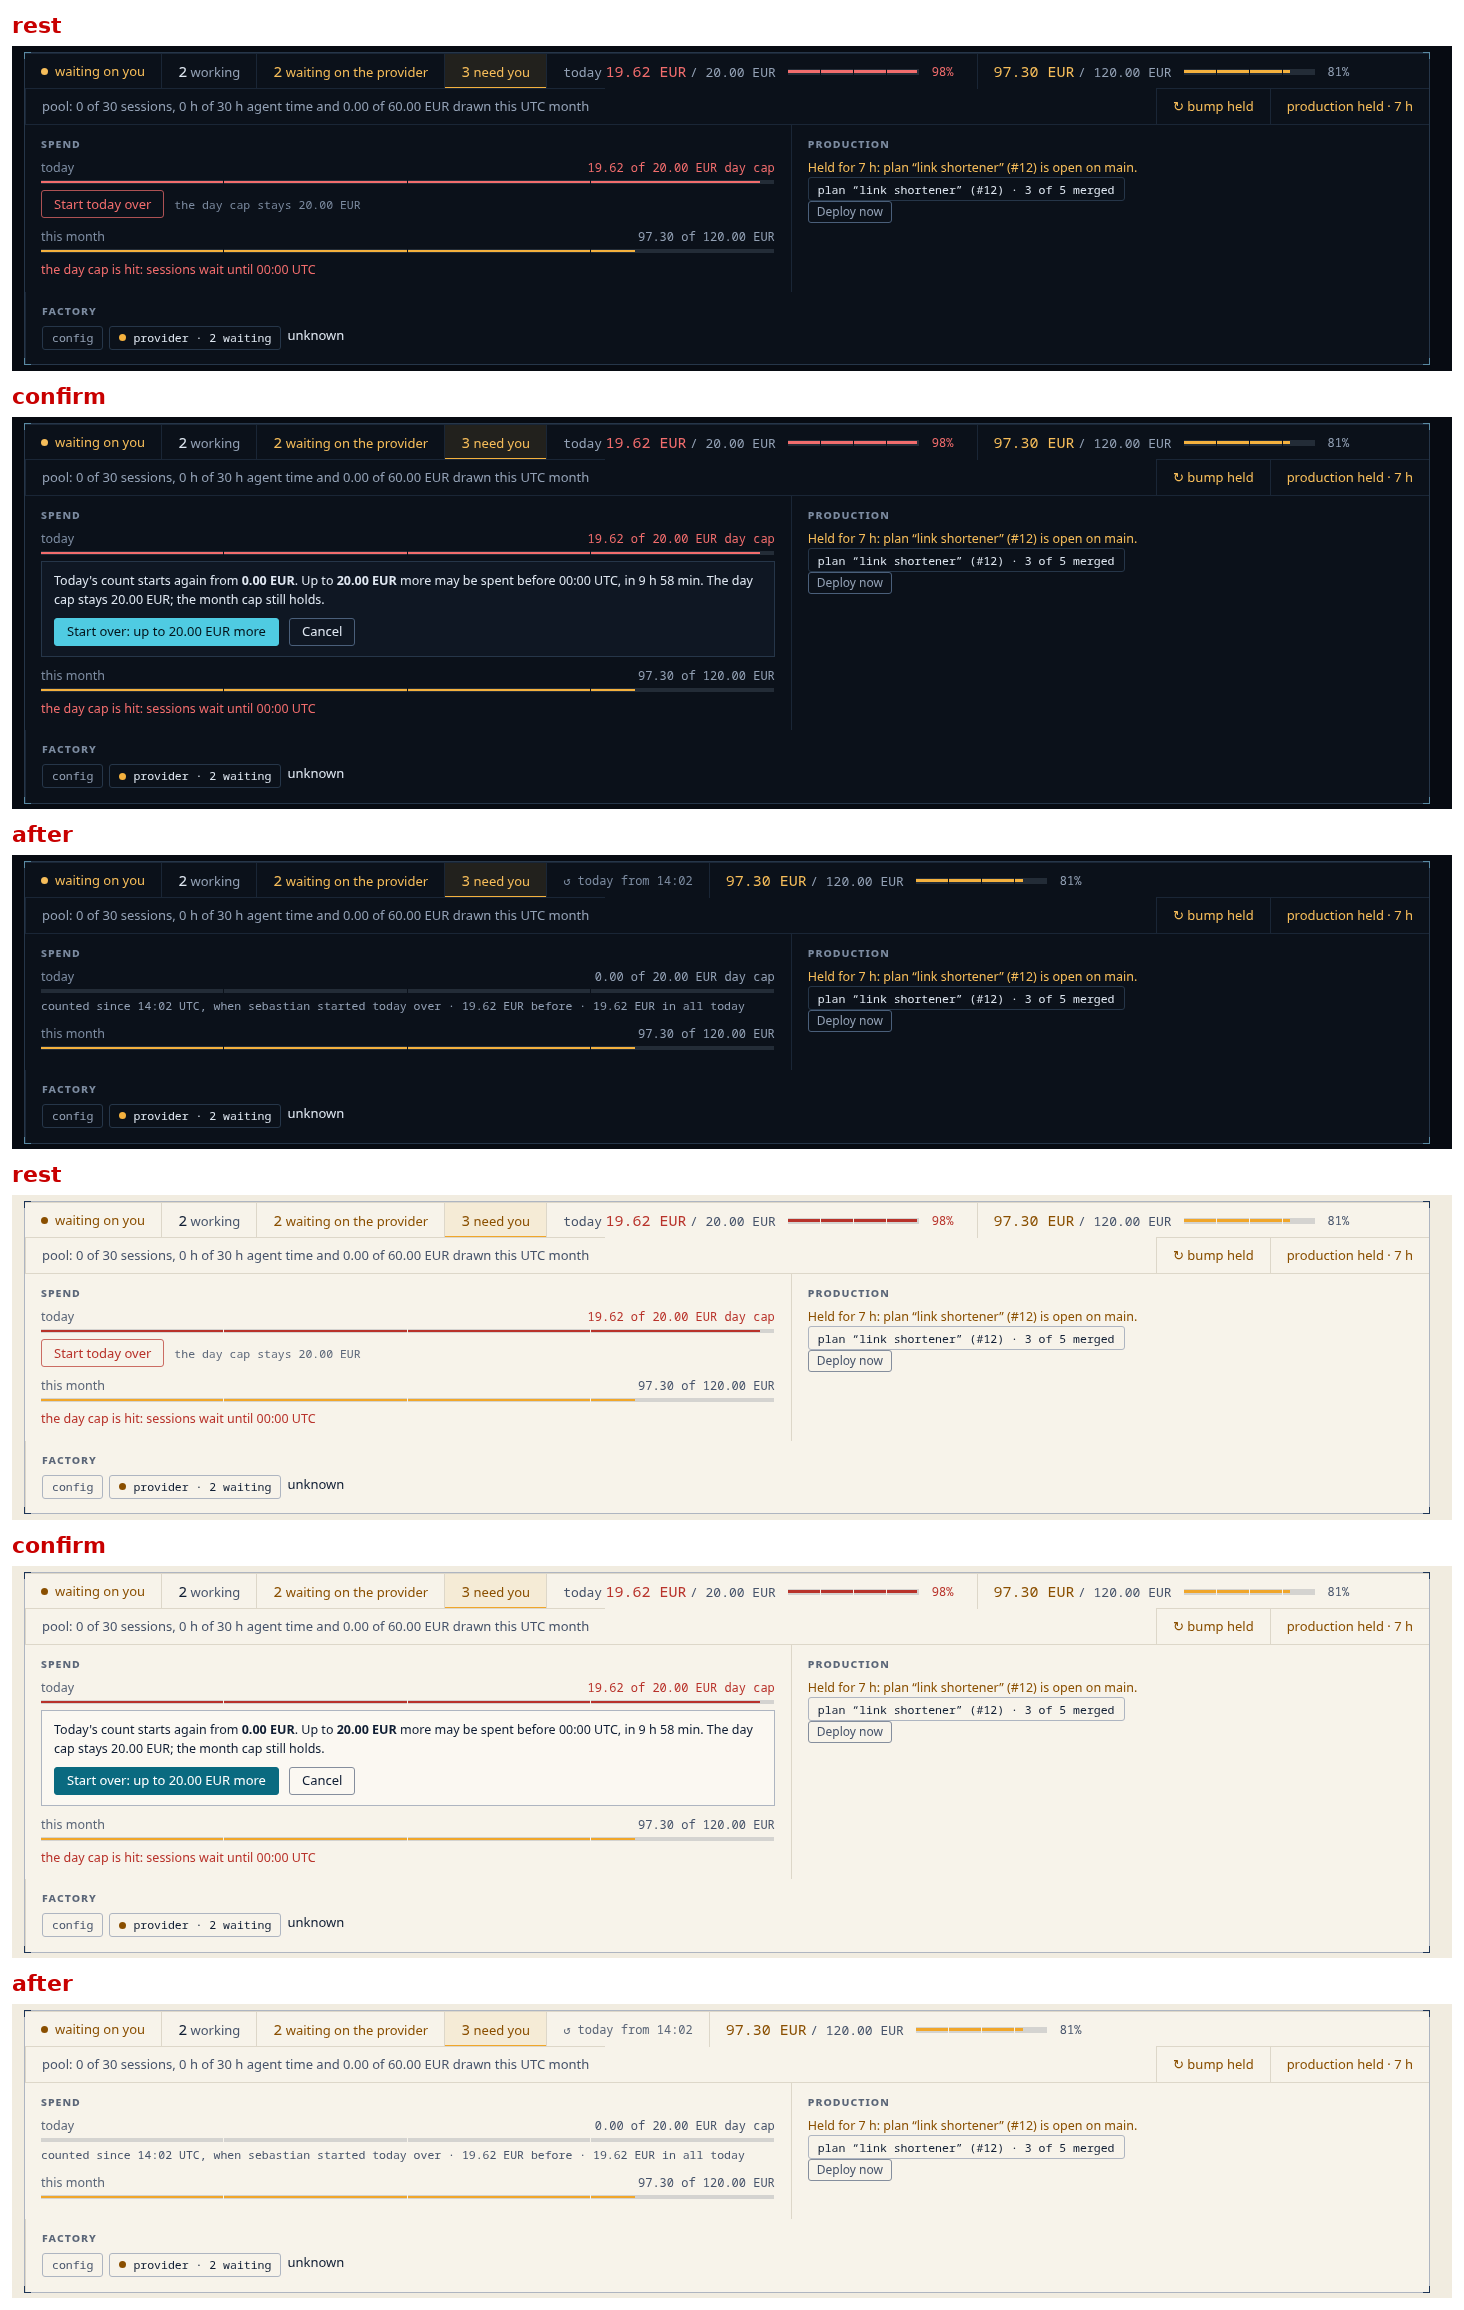 rest
waiting on you 2 working 2 waiting on the provider 3 need you today 19.62 EUR / 20.00 EUR 98% 97.30 EUR / 120.00 EUR 81%
pool: 0 of 30 sessions, 0 h of 30 h agent time and 0.00 of 60.00 EUR drawn this UTC month ↻ bump held production held · 7 h
SPEND
today 19.62 of 20.00 EUR day cap
Start today over the day cap stays 20.00 EUR
this month 97.30 of 120.00 EUR
the day cap is hit: sessions wait until 00:00 UTC
PRODUCTION
Held for 7 h: plan “link shortener” (#12) is open on main.
plan “link shortener” (#12) · 3 of 5 merged
Deploy now
FACTORY
config provider · 2 waiting unknown
confirm
waiting on you 2 working 2 waiting on the provider 3 need you today 19.62 EUR / 20.00 EUR 98% 97.30 EUR / 120.00 EUR 81%
pool: 0 of 30 sessions, 0 h of 30 h agent time and 0.00 of 60.00 EUR drawn this UTC month ↻ bump held production held · 7 h
SPEND
today 19.62 of 20.00 EUR day cap
Today's count starts again from 0.00 EUR. Up to 20.00 EUR more may be spent before 00:00 UTC, in 9 h 58 min. The day
cap stays 20.00 EUR; the month cap still holds.
Start over: up to 20.00 EUR more Cancel
this month 97.30 of 120.00 EUR
the day cap is hit: sessions wait until 00:00 UTC
PRODUCTION
Held for 7 h: plan “link shortener” (#12) is open on main.
plan “link shortener” (#12) · 3 of 5 merged
Deploy now
FACTORY
config provider · 2 waiting unknown
after
waiting on you 2 working 2 waiting on the provider 3 need you ↺ today from 14:02 97.30 EUR / 120.00 EUR 81%
pool: 0 of 30 sessions, 0 h of 30 h agent time and 0.00 of 60.00 EUR drawn this UTC month ↻ bump held production held · 7 h
SPEND
today 0.00 of 20.00 EUR day cap
counted since 14:02 UTC, when sebastian started today over · 19.62 EUR before · 19.62 EUR in all today
this month 97.30 of 120.00 EUR
PRODUCTION
Held for 7 h: plan “link shortener” (#12) is open on main.
plan “link shortener” (#12) · 3 of 5 merged
Deploy now
FACTORY
config provider · 2 waiting unknown
rest
waiting on you 2 working 2 waiting on the provider 3 need you today 19.62 EUR / 20.00 EUR 98% 97.30 EUR / 120.00 EUR 81%
pool: 0 of 30 sessions, 0 h of 30 h agent time and 0.00 of 60.00 EUR drawn this UTC month ↻ bump held production held · 7 h
SPEND
today 19.62 of 20.00 EUR day cap
Start today over the day cap stays 20.00 EUR
this month 97.30 of 120.00 EUR
the day cap is hit: sessions wait until 00:00 UTC
PRODUCTION
Held for 7 h: plan “link shortener” (#12) is open on main.
plan “link shortener” (#12) · 3 of 5 merged
Deploy now
FACTORY
config provider · 2 waiting unknown
confirm
waiting on you 2 working 2 waiting on the provider 3 need you today 19.62 EUR / 20.00 EUR 98% 97.30 EUR / 120.00 EUR 81%
pool: 0 of 30 sessions, 0 h of 30 h agent time and 0.00 of 60.00 EUR drawn this UTC month ↻ bump held production held · 7 h
SPEND
today 19.62 of 20.00 EUR day cap
Today's count starts again from 0.00 EUR. Up to 20.00 EUR more may be spent before 00:00 UTC, in 9 h 58 min. The day
cap stays 20.00 EUR; the month cap still holds.
Start over: up to 20.00 EUR more Cancel
this month 97.30 of 120.00 EUR
the day cap is hit: sessions wait until 00:00 UTC
PRODUCTION
Held for 7 h: plan “link shortener” (#12) is open on main.
plan “link shortener” (#12) · 3 of 5 merged
Deploy now
FACTORY
config provider · 2 waiting unknown
after
waiting on you 2 working 2 waiting on the provider 3 need you ↺ today from 14:02 97.30 EUR / 120.00 EUR 81%
pool: 0 of 30 sessions, 0 h of 30 h agent time and 0.00 of 60.00 EUR drawn this UTC month ↻ bump held production held · 7 h
SPEND
today 0.00 of 20.00 EUR day cap
counted since 14:02 UTC, when sebastian started today over · 19.62 EUR before · 19.62 EUR in all today
this month 97.30 of 120.00 EUR
PRODUCTION
Held for 7 h: plan “link shortener” (#12) is open on main.
plan “link shortener” (#12) · 3 of 5 merged
Deploy now
FACTORY
config provider · 2 waiting unknown